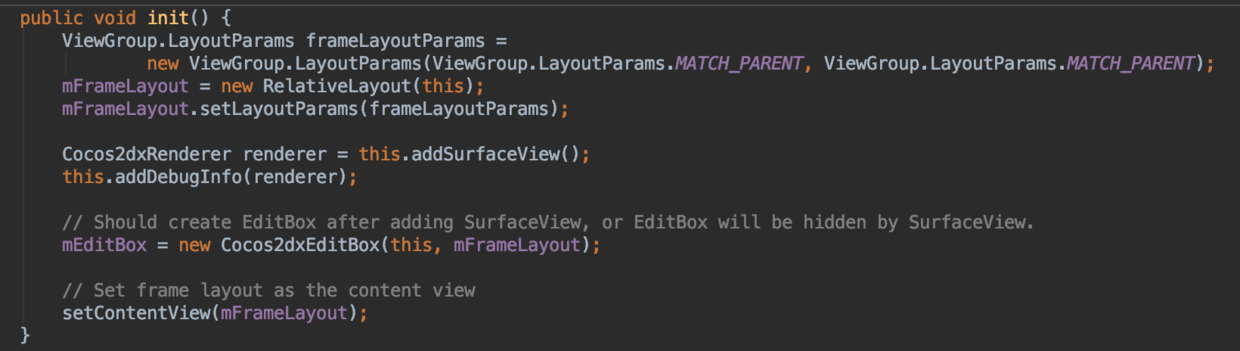 public void init() {
ViewGroup.LayoutParams frameLayoutParams =
new ViewGroup.LayoutParams(ViewGroup.LayoutParams.MATCH_PARENT, ViewGroup.LayoutParams.MATCH_PARENT);
mFrameLayout = new RelativeLayout(this);
mFrameLayout.setLayoutParams(frameLayoutParams);
Cocos2dxRenderer renderer = this.addSurfaceView();
this.addDebugInfo(renderer);
// Should create EditBox after adding SurfaceView, or EditBox will be hidden by SurfaceView.
mEditBox = new Cocos2dxEditBox(this, mFrameLayout);
// Set frame layout as the content view
setContentView(mFrameLayout);
}